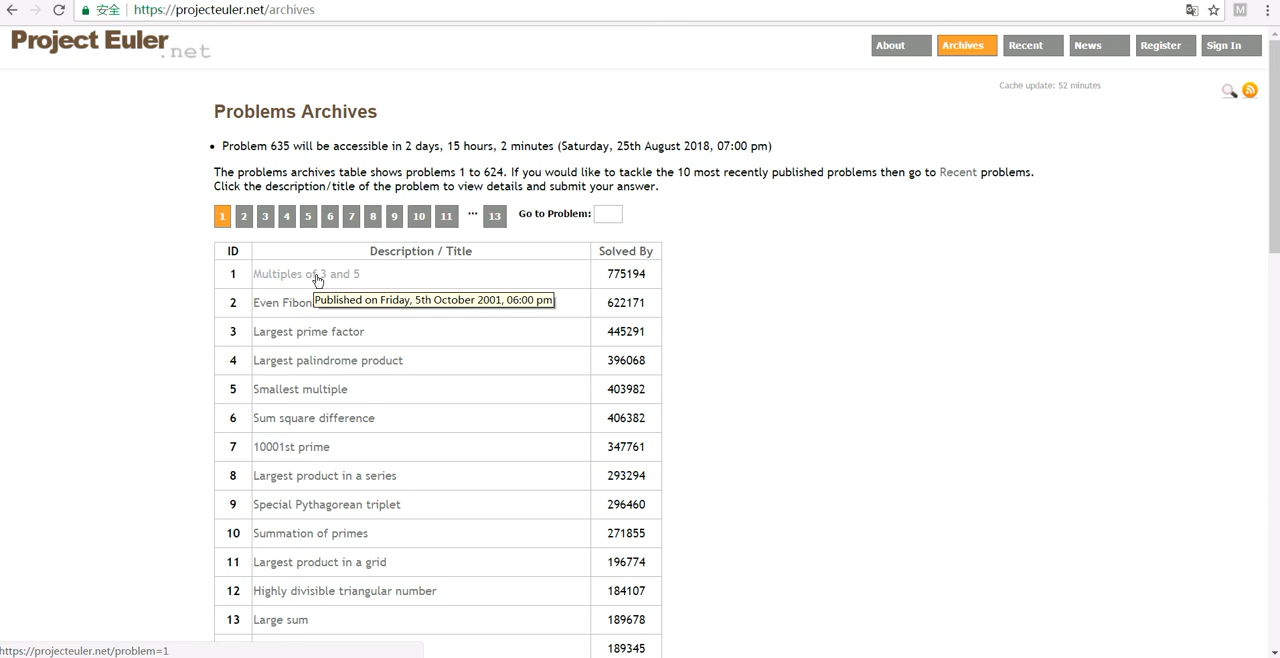 安全 https://projecteuler.net/archives M
Project Euler
.net
About Archives Recent News Register Sign In
Cache update: 52 minutes
Problems Archives
• Problem 635 will be accessible in 2 days, 15 hours, 2 minutes (Saturday, 25th August 2018, 07:00 pm)
The problems archives table shows problems 1 to 624. If you would like to tackle the 10 most recently published problems then go to Recent problems.
Click the description/title of the problem to view details and submit your answer.
1 2 3 4 5 6 7 8 9 10 11 ... 13 Go to Problem:
ID Description / Title Solved By
1 Multiples of 3 and 5 775194
2 Even Fibon 622171
Published on Friday, 5th October 2001, 06:00 pm
3 Largest prime factor 445291
4 Largest palindrome product 396068
5 Smallest multiple 403982
6 Sum square difference 406382
7 10001st prime 347761
8 Largest product in a series 293294
9 Special Pythagorean triplet 296460
10 Summation of primes 271855
11 Largest product in a grid 196774
12 Highly divisible triangular number 184107
13 Large sum 189678
189345
https://projecteuler.net/problem=1